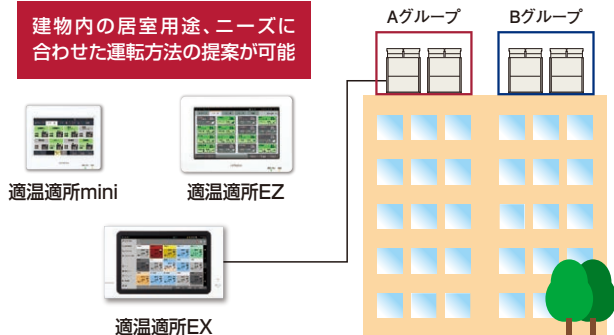 建物内の居室用途、ニーズに
合わせた運転方法の提案が可能
Aグループ
Bグループ
適温適所mini
適温適所EZ
適温適所EX